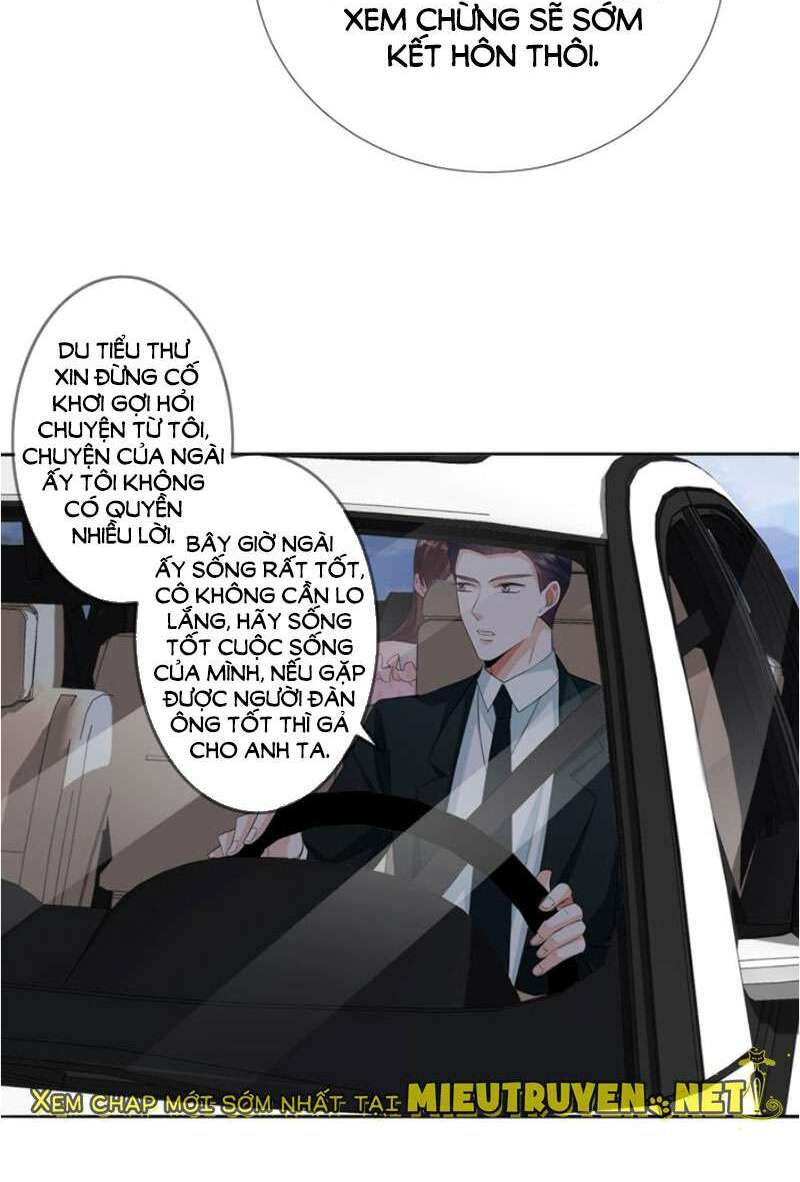 XEM CHỪNG SẼ SỚM
KẾT HÔN THÔI.
DU TIỂU THƯ
XIN ĐỪNG CỐ
KHƠI GỢI HỎI
CHUYỆN TỪ TÔI,
CHUYỆN CỦA NGÀI
ẤY TÔI KHÔNG
CÓ QUYỀN
NHIỀU LỜI.
BÂY GIỜ NGÀI
ẤY SỐNG RẤT TỐT,
CÔ KHÔNG CẦN LO
LẮNG, HÃY SỐNG
TỐT CUỘC SỐNG
CỦA MÌNH, NẾU GẶP
ĐƯỢC NGƯỜI ĐÀN
ÔNG TỐT THÌ GẢ
CHO ANH TA.
XEM CHAP MỚI SỚM NHẤT TẠI MIEUTRUYEN.NET